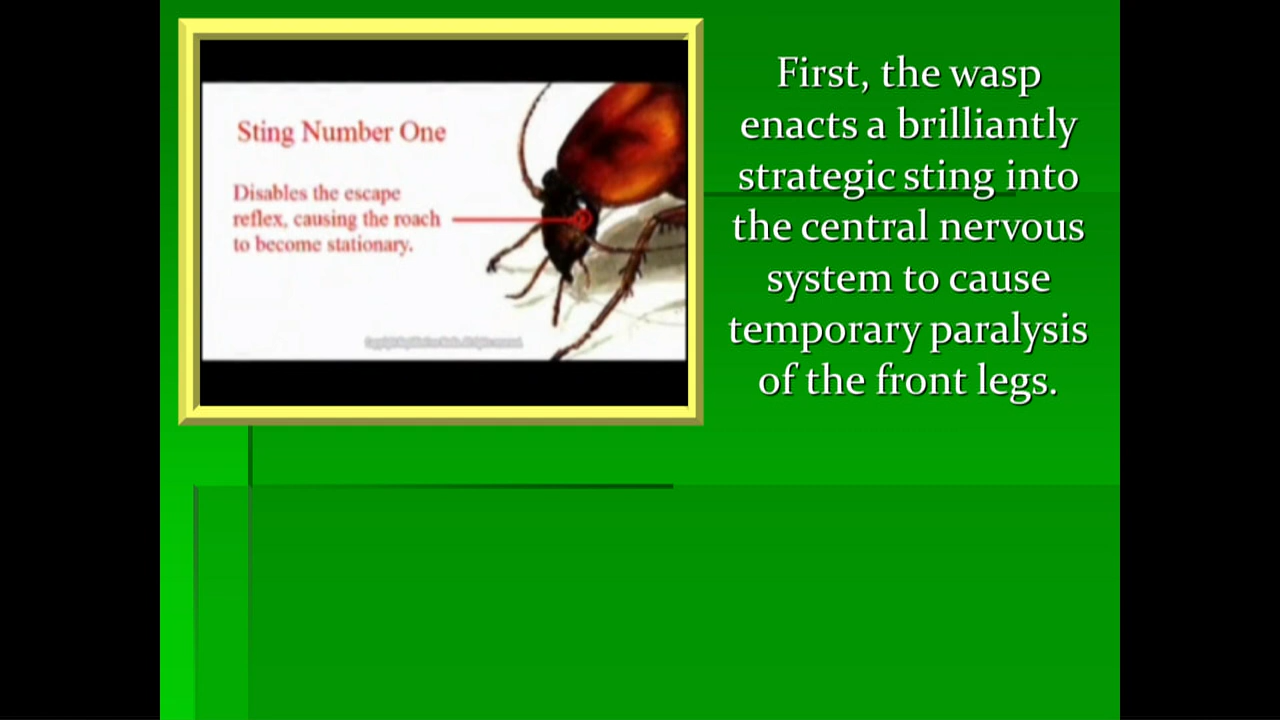 Sting Number One
Disables the escape
reflex, causing the roach
to become stationary.
First, the wasp
enacts a brilliantly
strategic sting into
the central nervous
system to cause
temporary paralysis
of the front legs.